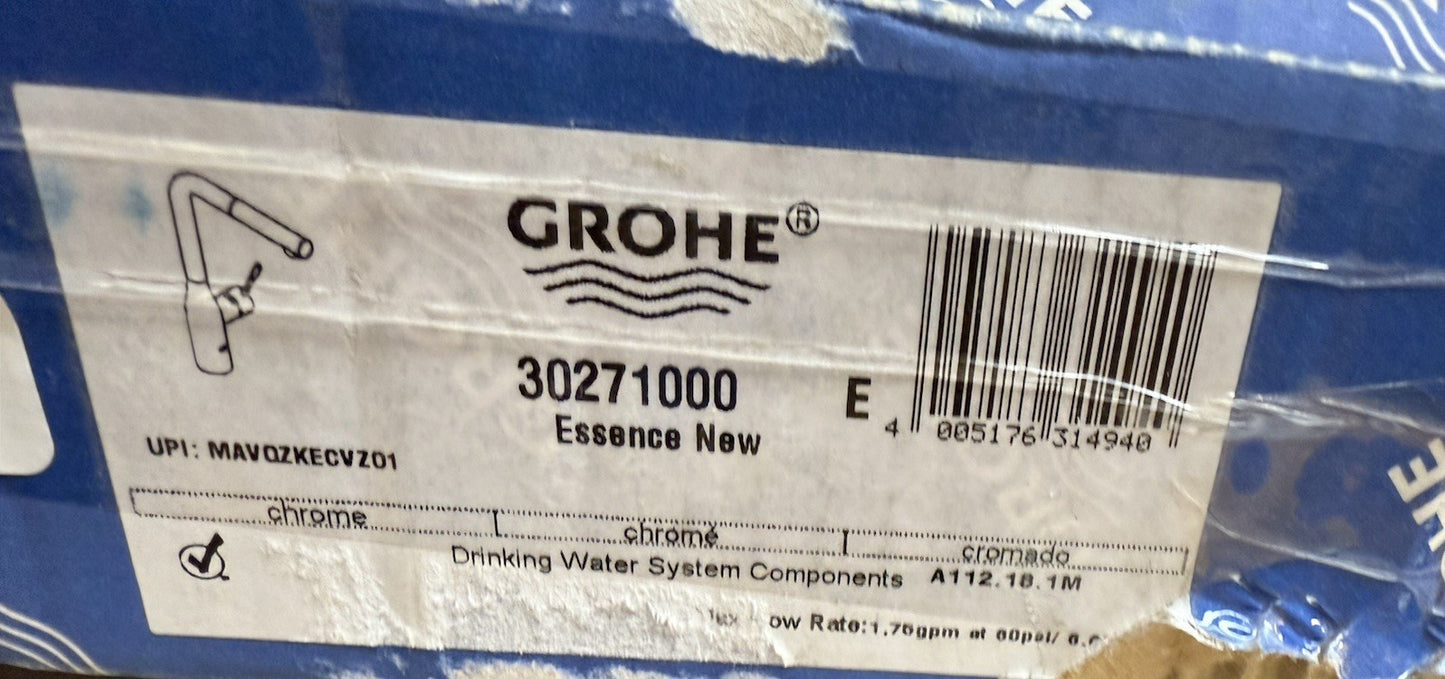 GROHE®
30271000
Essence New
E
4 005176 314940
UPI: MAVQZKECVZ01
chrome chromé cromado
Drinking Water System Components A112.18.1M
ow Rate:1.75gpm at 60psi/
HE